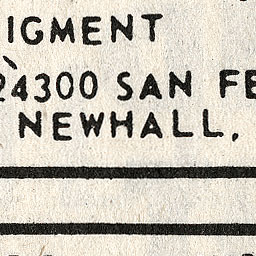 IGMENT
24300 SAN FE
NEWHALL,